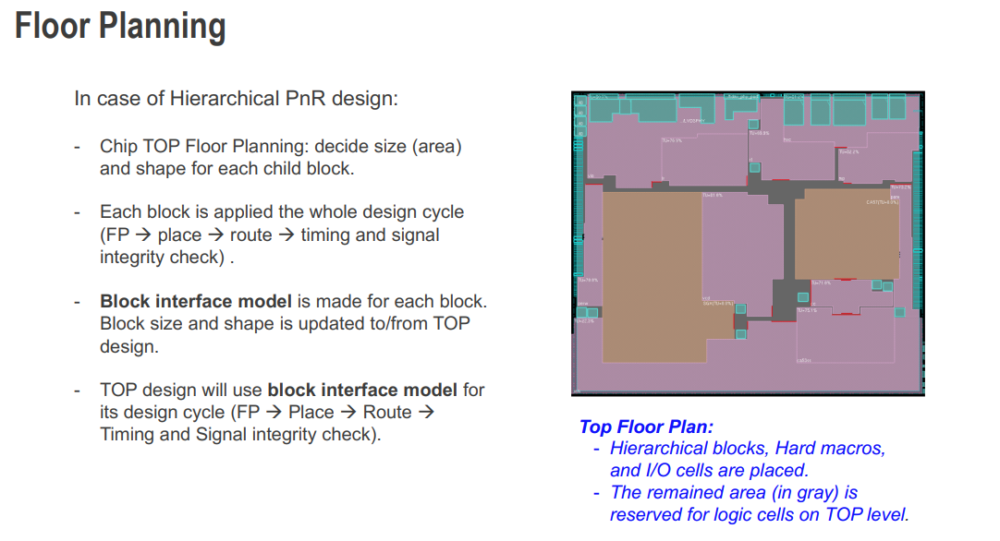 Floor Planning
In case of Hierarchical PnR design:
- Chip TOP Floor Planning: decide size (area)
and shape for each child block.
- Each block is applied the whole design cycle
(FP → place → route → timing and signal
integrity check) .
- Block interface model is made for each block.
Block size and shape is updated to/from TOP
design.
- TOP design will use block interface model for
its design cycle (FP → Place → Route →
Timing and Signal integrity check).
Top Floor Plan:
- Hierarchical blocks, Hard macros,
and I/O cells are placed.
- The remained area (in gray) is
reserved for logic cells on TOP level.